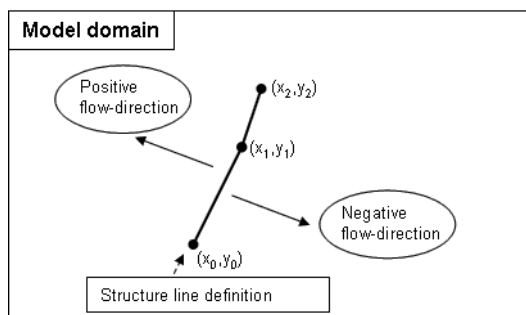 Model domain
Positive
flow-direction
(x₂,y₂)
(x₁,y₁)
Negative
flow-direction
(x₀,y₀)
Structure line definition